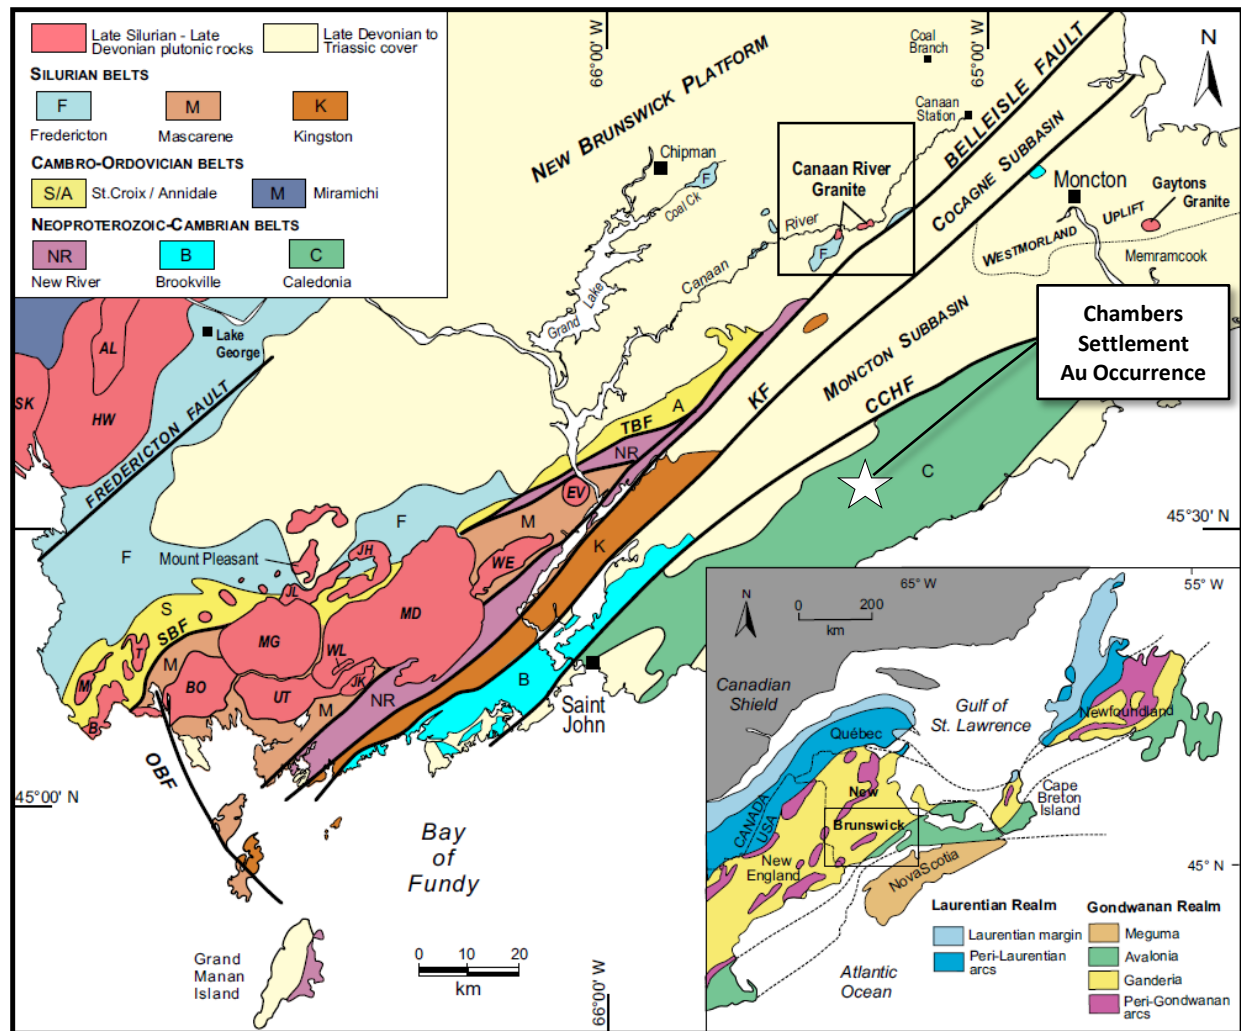 Late Silurian - Late
Devonian plutonic rocks
Late Devonian to
Triassic cover
SILURIAN BELTS
F
M
K
Fredericton
Mascarene
Kingston
CAMBRO-ORDOVICIAN BELTS
S/A
St.Croix / Annidale
M
Miramichi
NEOPROTEROZOIC-CAMBRIAN BELTS
NR
B
C
New River
Brookville
Caledonia
66°00' W
65°00' W
N
NEW BRUNSWICK PLATFORM
Coal
Branch
Canaan
Station
BELLEISLE FAULT
COCAGNE SUBBASIN
Chipman
F
Coal Ck
Canaan River
Granite
River
F
Canaan
Grand
Lake
Moncton
Gaytons
Granite
WESTMORLAND
UPLIFT
Memramcook
Chambers
Settlement
Au Occurrence
MONCTON SUBBASIN
KF
CCHF
C
45°30' N
Lake
George
AL
SK
HW
FREDERICTON FAULT
TBF
A
NR
EV
M
F
F
K
Mount Pleasant
JH
WE
JL
S
SBF
MD
T
MG
WL
M
M
BO
UT
JK
B
M
NR
B
Saint
John
OBF
45°00' N
Bay
of
Fundy
Grand
Manan
Island
0
10
20
km
66°00' W
65° W
55° W
N
0
200
km
Canadian
Shield
Gulf of
St. Lawrence
Newfoundland
Québec
New
Brunswick
CANADA
USA
Cape
Breton
Island
New
England
NovaScotia
45° N
Atlantic
Ocean
Laurentian Realm
Laurentian margin
Peri-Laurentian
arcs
Gondwanan Realm
Meguma
Avalonia
Ganderia
Peri-Gondwanan
arcs